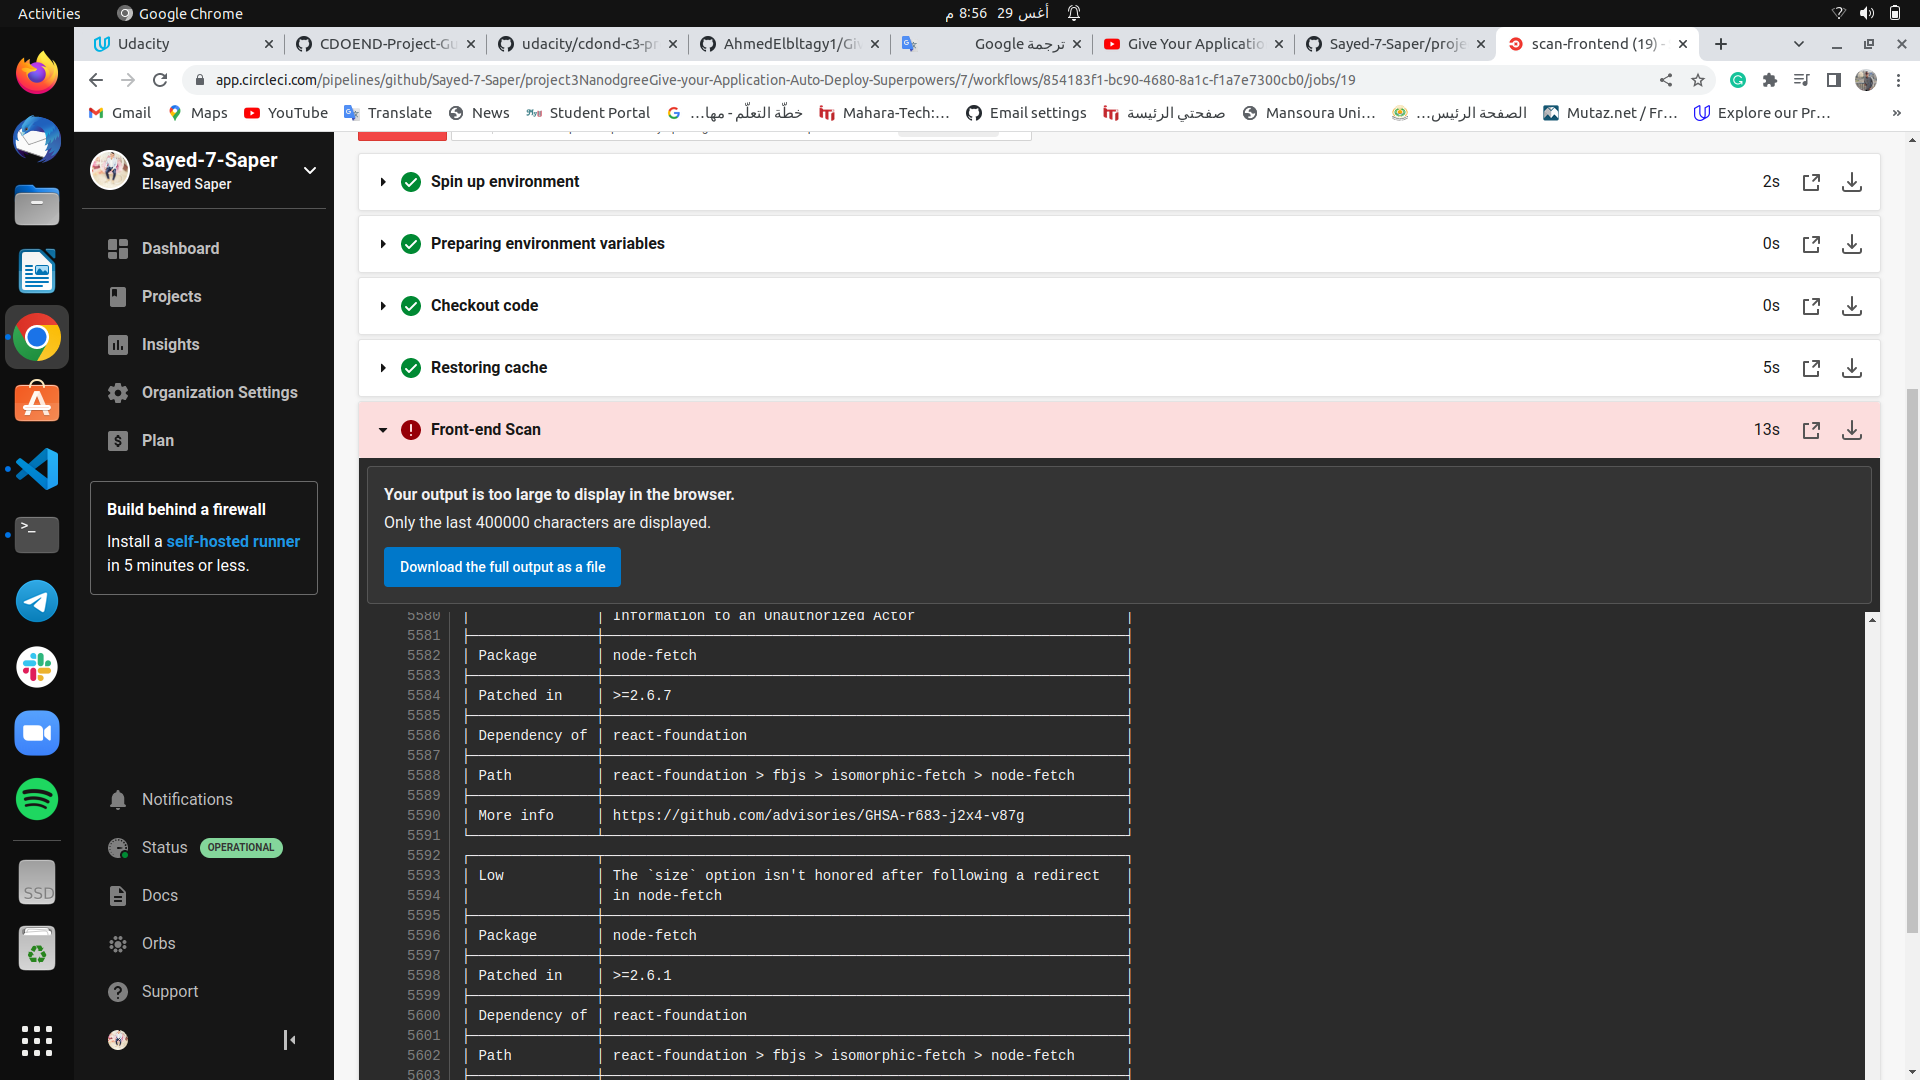 Activities
Google Chrome
أغس 29  8:56 م
Udacity
CDOEND-Project-Gu
udacity/cdond-c3-pr
AhmedElbltagy1/Giv
ترجمة Google
Give Your Applicatio
Sayed-7-Saper/proje
scan-frontend (19) -
app.circleci.com/pipelines/github/Sayed-7-Saper/project3NanodgreeGive-your-Application-Auto-Deploy-Superpowers/7/workflows/854183f1-bc90-4680-8a1c-f1a7e7300cb0/jobs/19
Gmail
Maps
YouTube
Translate
News
Student Portal
خطّة التعلّم - مها...
Mahara-Tech:...
Email settings
صفحتي الرئيسة
Mansoura Uni...
الصفحة الرئيس...
Mutaz.net / Fr...
Explore our Pr...
»
Sayed-7-Saper
Elsayed Saper
Dashboard
Projects
Insights
Organization Settings
Plan
Build behind a firewall
Install a self-hosted runner
in 5 minutes or less.
Notifications
Status OPERATIONAL
Docs
Orbs
Support
SSD
Spin up environment 2s
Preparing environment variables 0s
Checkout code 0s
Restoring cache 5s
Front-end Scan 13s
Your output is too large to display in the browser.
Only the last 400000 characters are displayed.
Download the full output as a file
5580 Information to an Unauthorized Actor
5581
5582 Package node-fetch
5583
5584 Patched in >=2.6.7
5585
5586 Dependency of react-foundation
5587
5588 Path react-foundation > fbjs > isomorphic-fetch > node-fetch
5589
5590 More info https://github.com/advisories/GHSA-r683-j2x4-v87g
5591
5592
5593 Low The `size` option isn't honored after following a redirect
5594 in node-fetch
5595
5596 Package node-fetch
5597
5598 Patched in >=2.6.1
5599
5600 Dependency of react-foundation
5601
5602 Path react-foundation > fbjs > isomorphic-fetch > node-fetch
5603